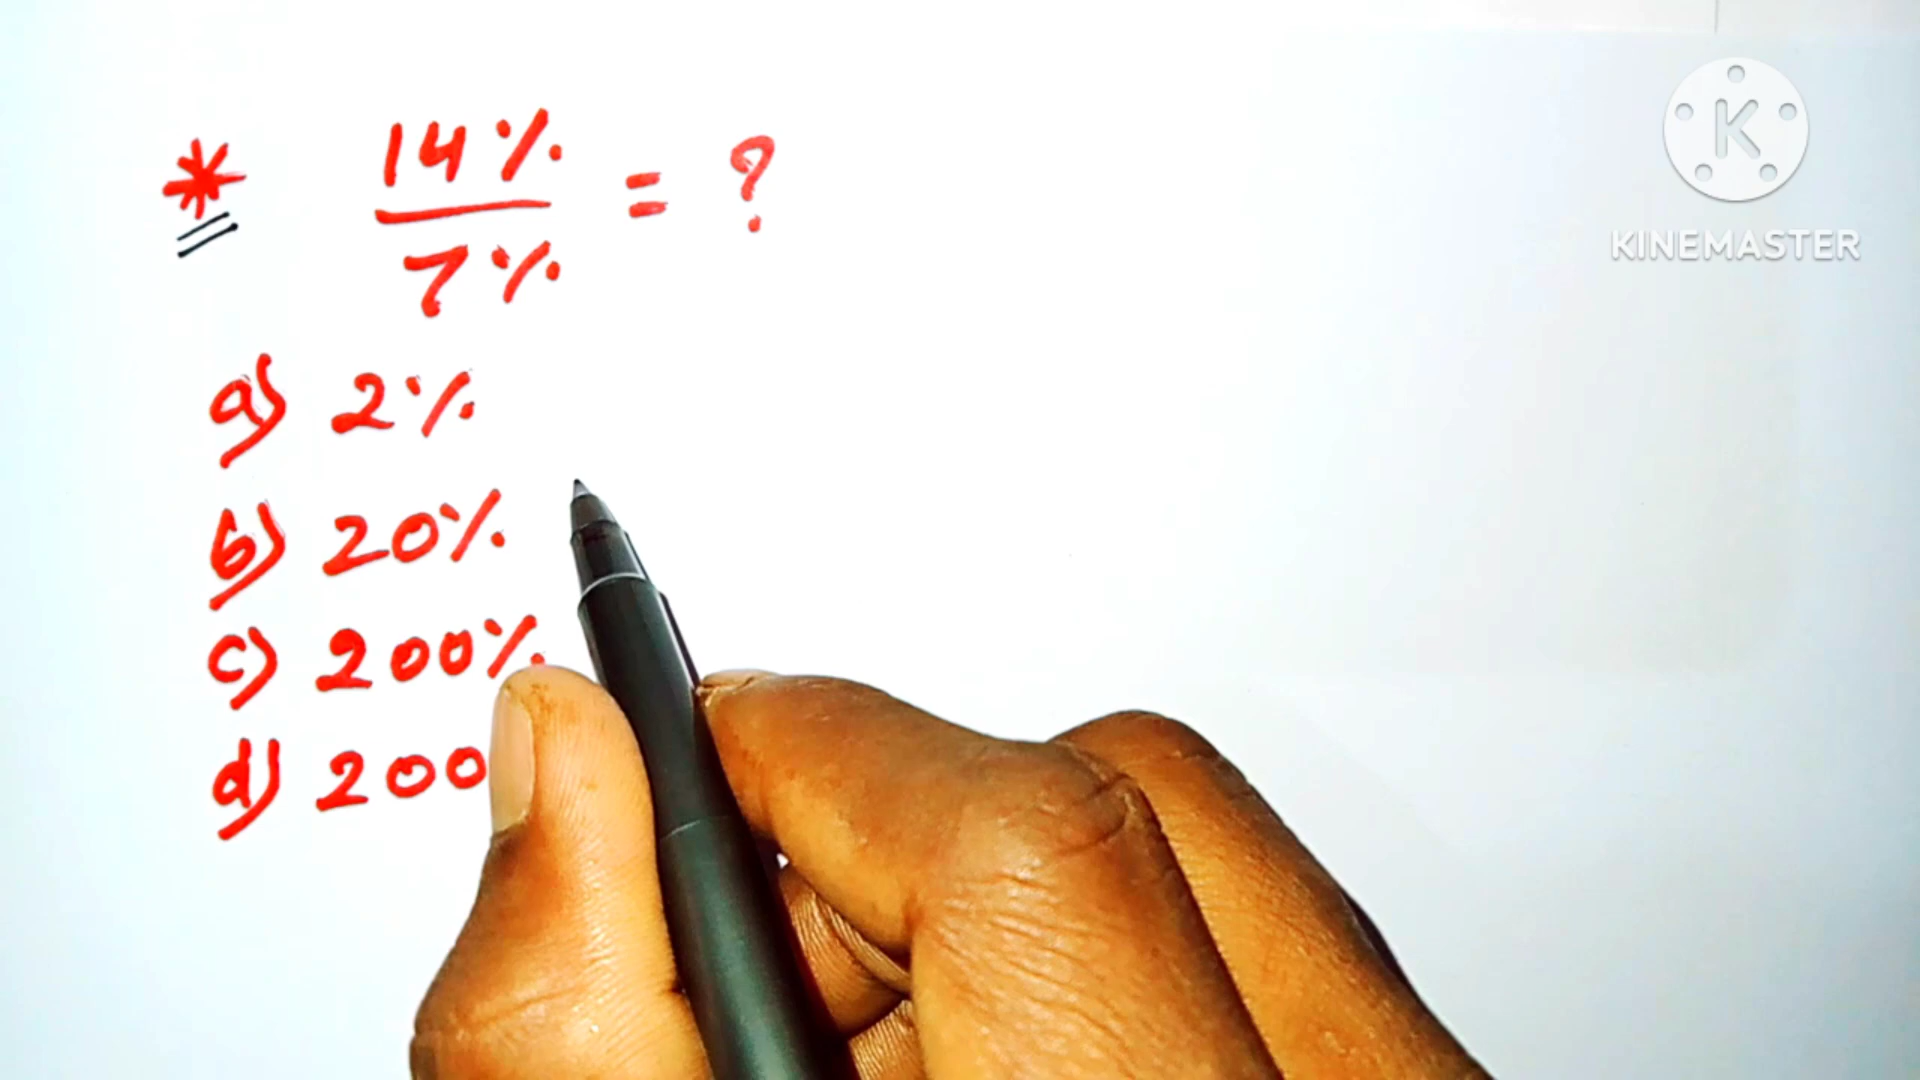 * 14% / 7% = ?
a) 2%
b) 20%
c) 200%
d) 200
K
KINEMASTER